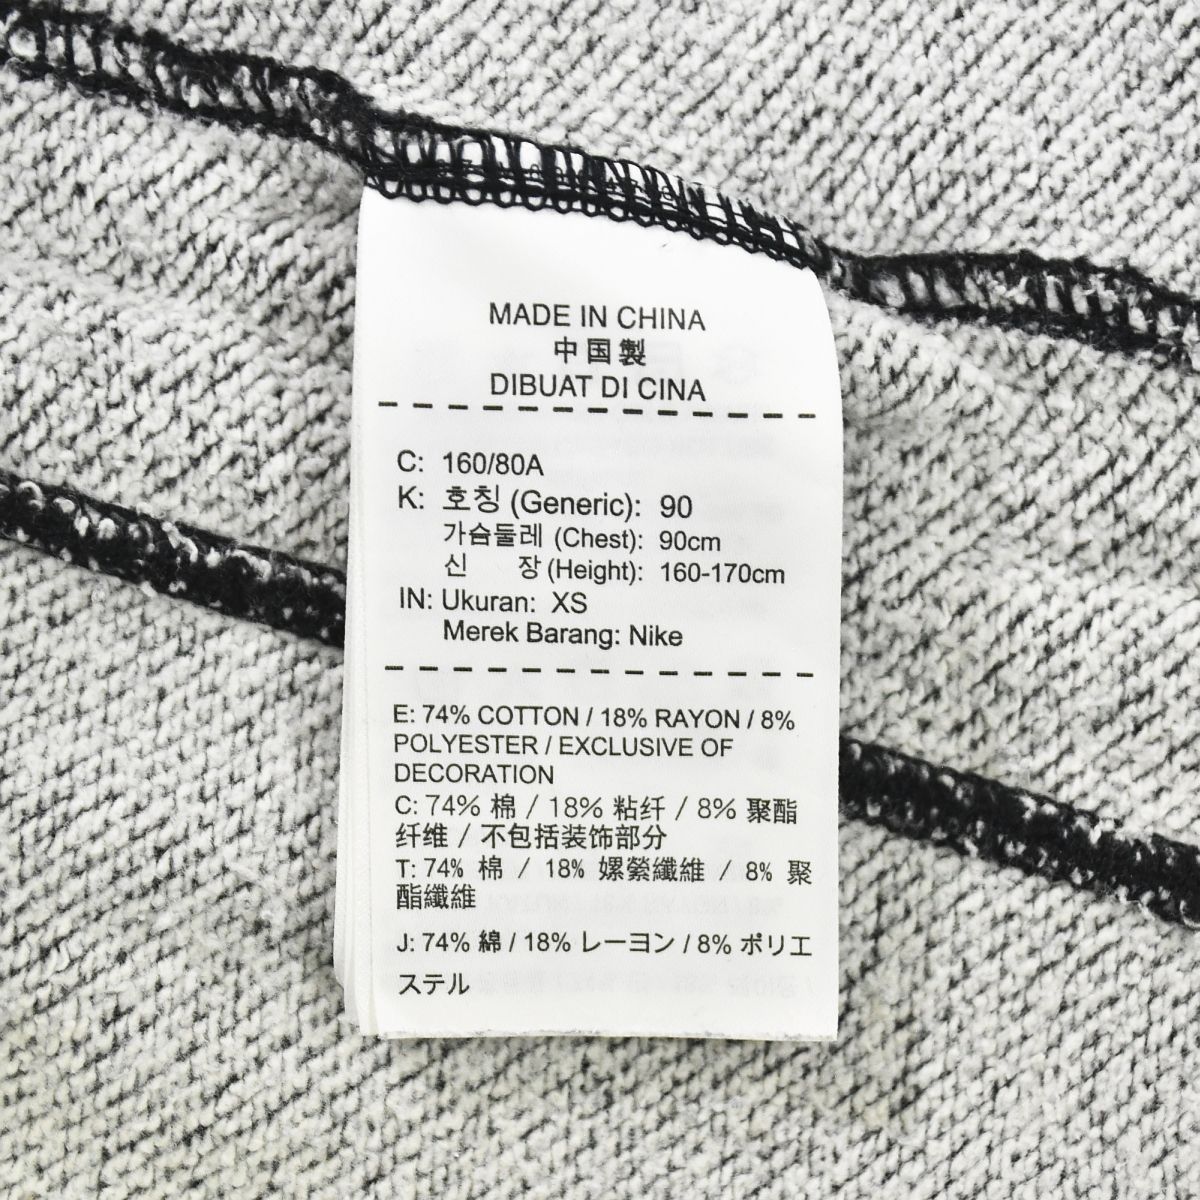 MADE IN CHINA
中国製
DIBUAT DI CINA
C: 160/80A
K: 호칭 (Generic): 90
가슴둘레 (Chest): 90cm
신 장 (Height): 160-170cm
IN: Ukuran: XS
Merek Barang: Nike
E: 74% COTTON / 18% RAYON / 8%
POLYESTER / EXCLUSIVE OF
DECORATION
C: 74% 棉 / 18% 粘纤 / 8% 聚酯
纤维 / 不包括装饰部分
T: 74% 棉 / 18% 嫘縈纖維 / 8% 聚
酯纖維
J: 74% 綿 / 18% レーヨン / 8% ポリエ
ステル